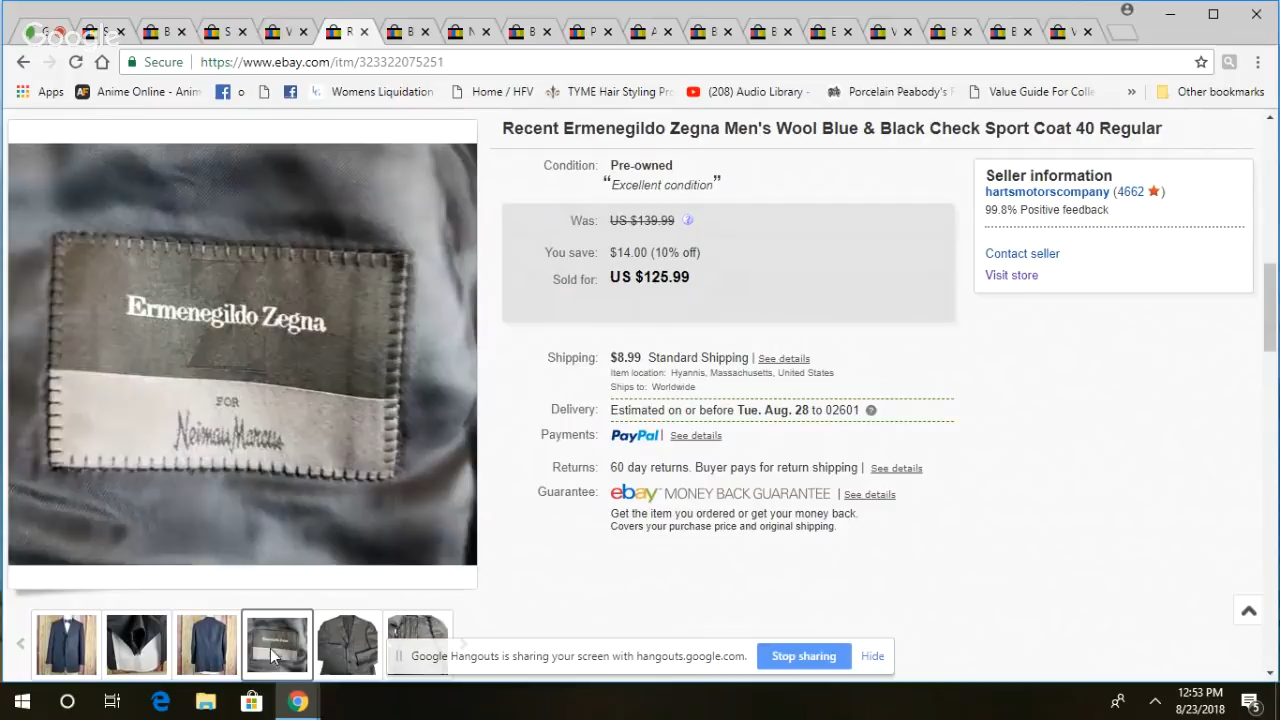 Google
Secure https://www.ebay.com/itm/323322075251
Apps Anime Online - Anim o Womens Liquidation Home / HFV TYME Hair Styling Pro (208) Audio Library - Porcelain Peabody's F Value Guide For Colle » Other bookmarks
Recent Ermenegildo Zegna Men's Wool Blue & Black Check Sport Coat 40 Regular
Condition: Pre-owned
“Excellent condition”
Was: US $139.99
You save: $14.00 (10% off)
Sold for: US $125.99
Shipping: $8.99 Standard Shipping | See details
Item location: Hyannis, Massachusetts, United States
Ships to: Worldwide
Delivery: Estimated on or before Tue. Aug. 28 to 02601
Payments: PayPal | See details
Returns: 60 day returns. Buyer pays for return shipping | See details
Guarantee: ebay MONEY BACK GUARANTEE | See details
Get the item you ordered or get your money back.
Covers your purchase price and original shipping.
Seller information
hartsmotorscompany (4662 )
99.8% Positive feedback
Contact seller
Visit store
Ermenegildo Zegna
FOR
Neiman Marcus
Google Hangouts is sharing your screen with hangouts.google.com. Stop sharing Hide
12:53 PM
8/23/2018
5